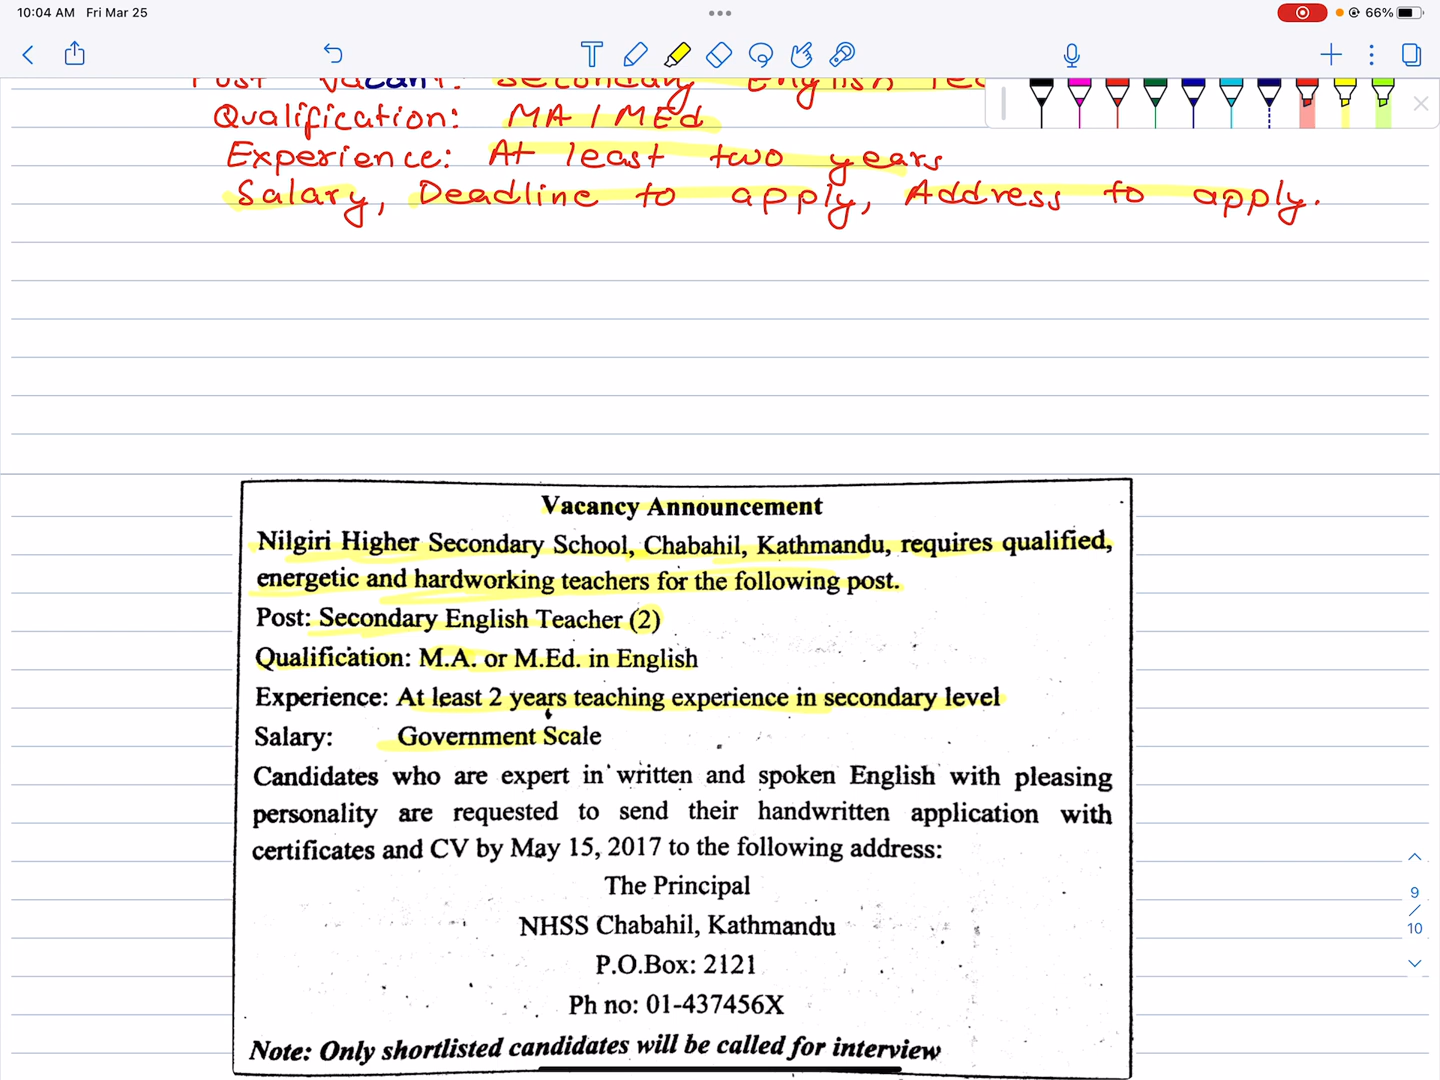 10:04 AM Fri Mar 25
66%
Post Vacant: Secondary English
Qualification: MA / MEd
Experience: At least two years
Salary, Deadline to apply, Address to apply.
Vacancy Announcement
Nilgiri Higher Secondary School, Chabahil, Kathmandu, requires qualified,
energetic and hardworking teachers for the following post.
Post: Secondary English Teacher (2)
Qualification: M.A. or M.Ed. in English
Experience: At least 2 years teaching experience in secondary level
Salary: Government Scale
Candidates who are expert in written and spoken English with pleasing
personality are requested to send their handwritten application with
certificates and CV by May 15, 2017 to the following address:
The Principal
NHSS Chabahil, Kathmandu
P.O.Box: 2121
Ph no: 01-437456X
Note: Only shortlisted candidates will be called for interview
9
/
10